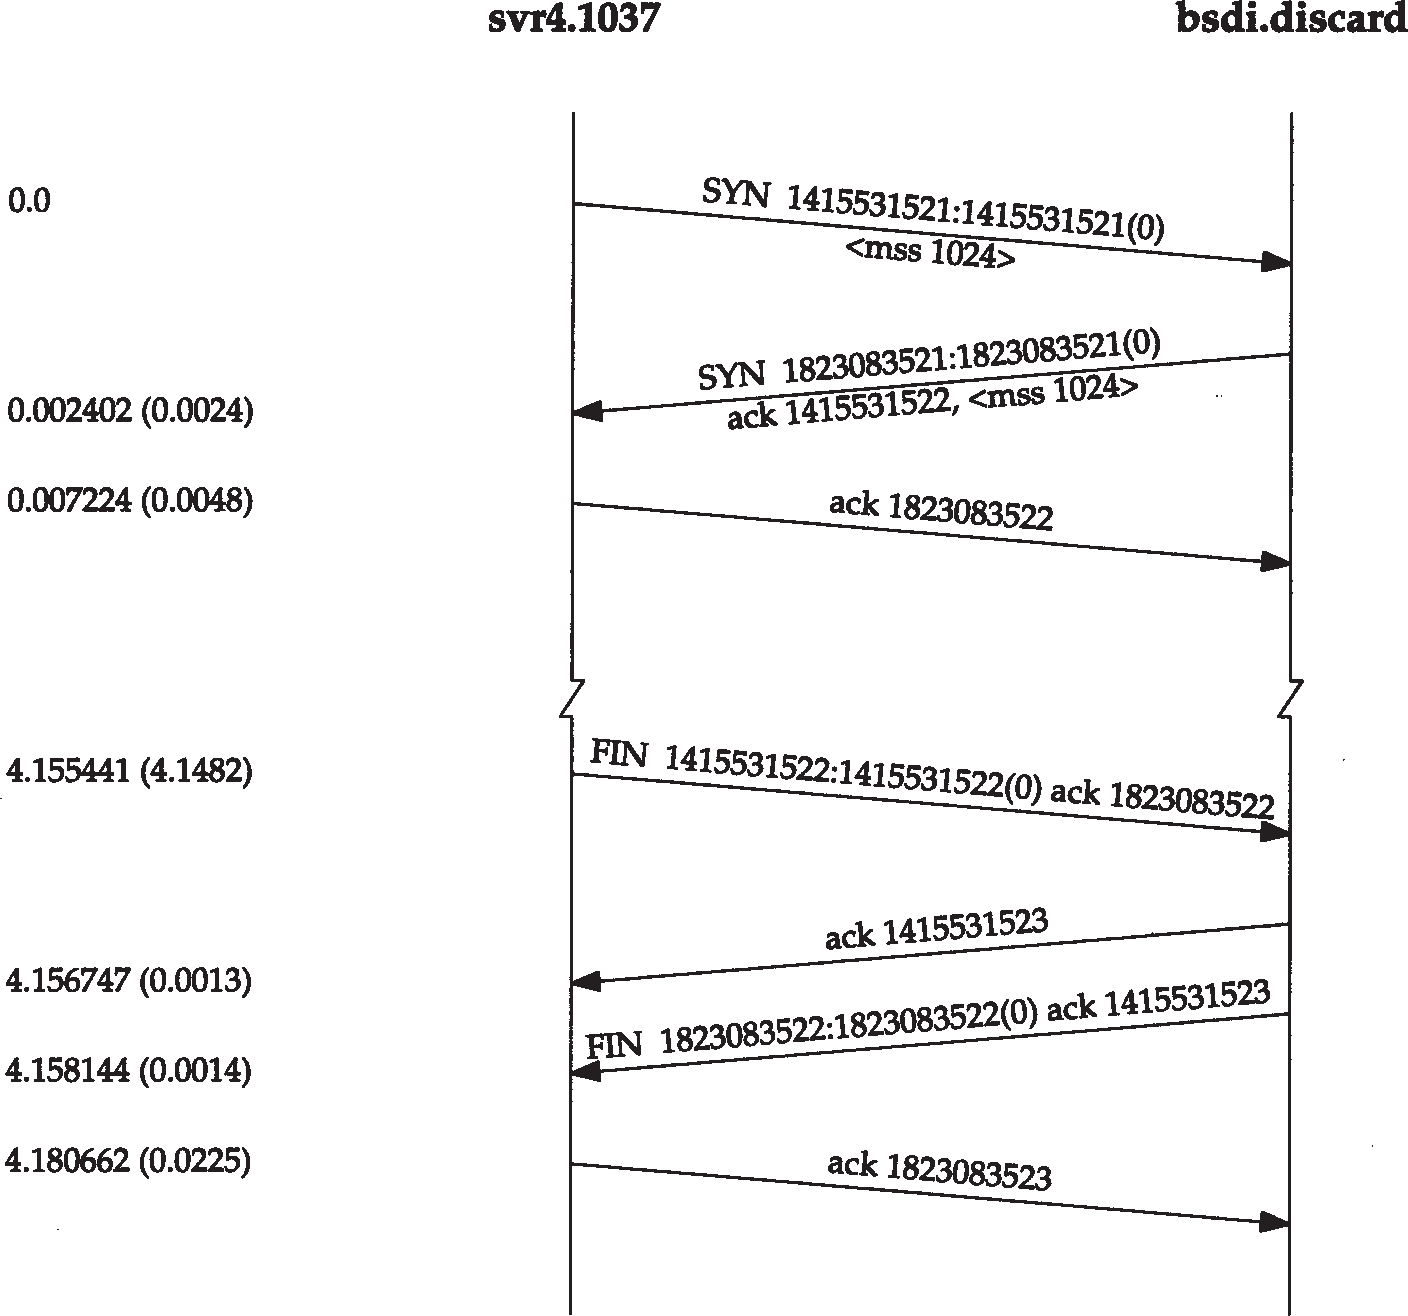 svr4.1037 bsdi.discard
0.0
SYN 1415531521:1415531521(0)
<mss 1024>
SYN 1823083521:1823083521(0)
0.002402 (0.0024)
ack 1415531522, <mss 1024>
0.007224 (0.0048)
ack 1823083522
4.155441 (4.1482)
FIN 1415531522:1415531522(0) ack 1823083522
ack 1415531523
4.156747 (0.0013)
FIN 1823083522:1823083522(0) ack 1415531523
4.158144 (0.0014)
4.180662 (0.0225)
ack 1823083523